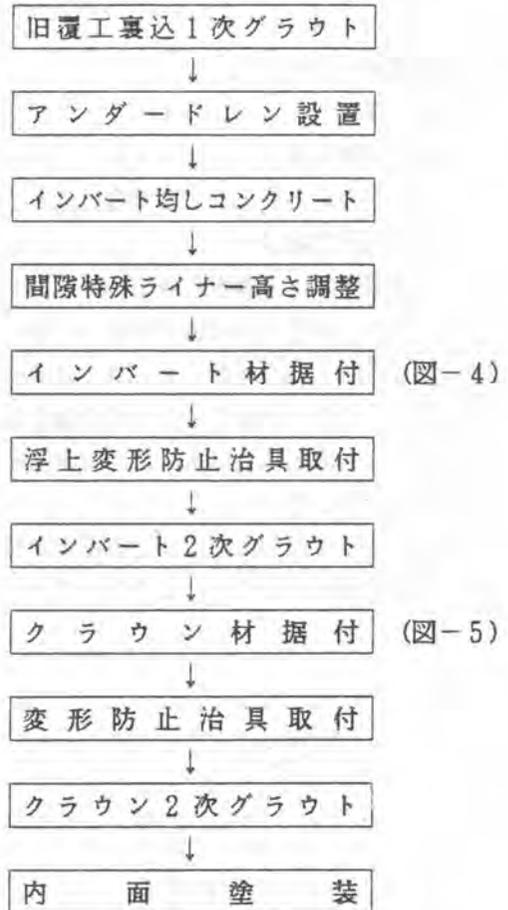 旧覆工裏込1次グラウト
↓
アンダードレン設置
↓
インバート均しコンクリート
↓
間隙特殊ライナー高さ調整
↓
インバート材据付 (図-4)
↓
浮上変形防止治具取付
↓
インバート2次グラウト
↓
クラウン材据付 (図-5)
↓
変形防止治具取付
↓
クラウン2次グラウト
↓
内面塗装